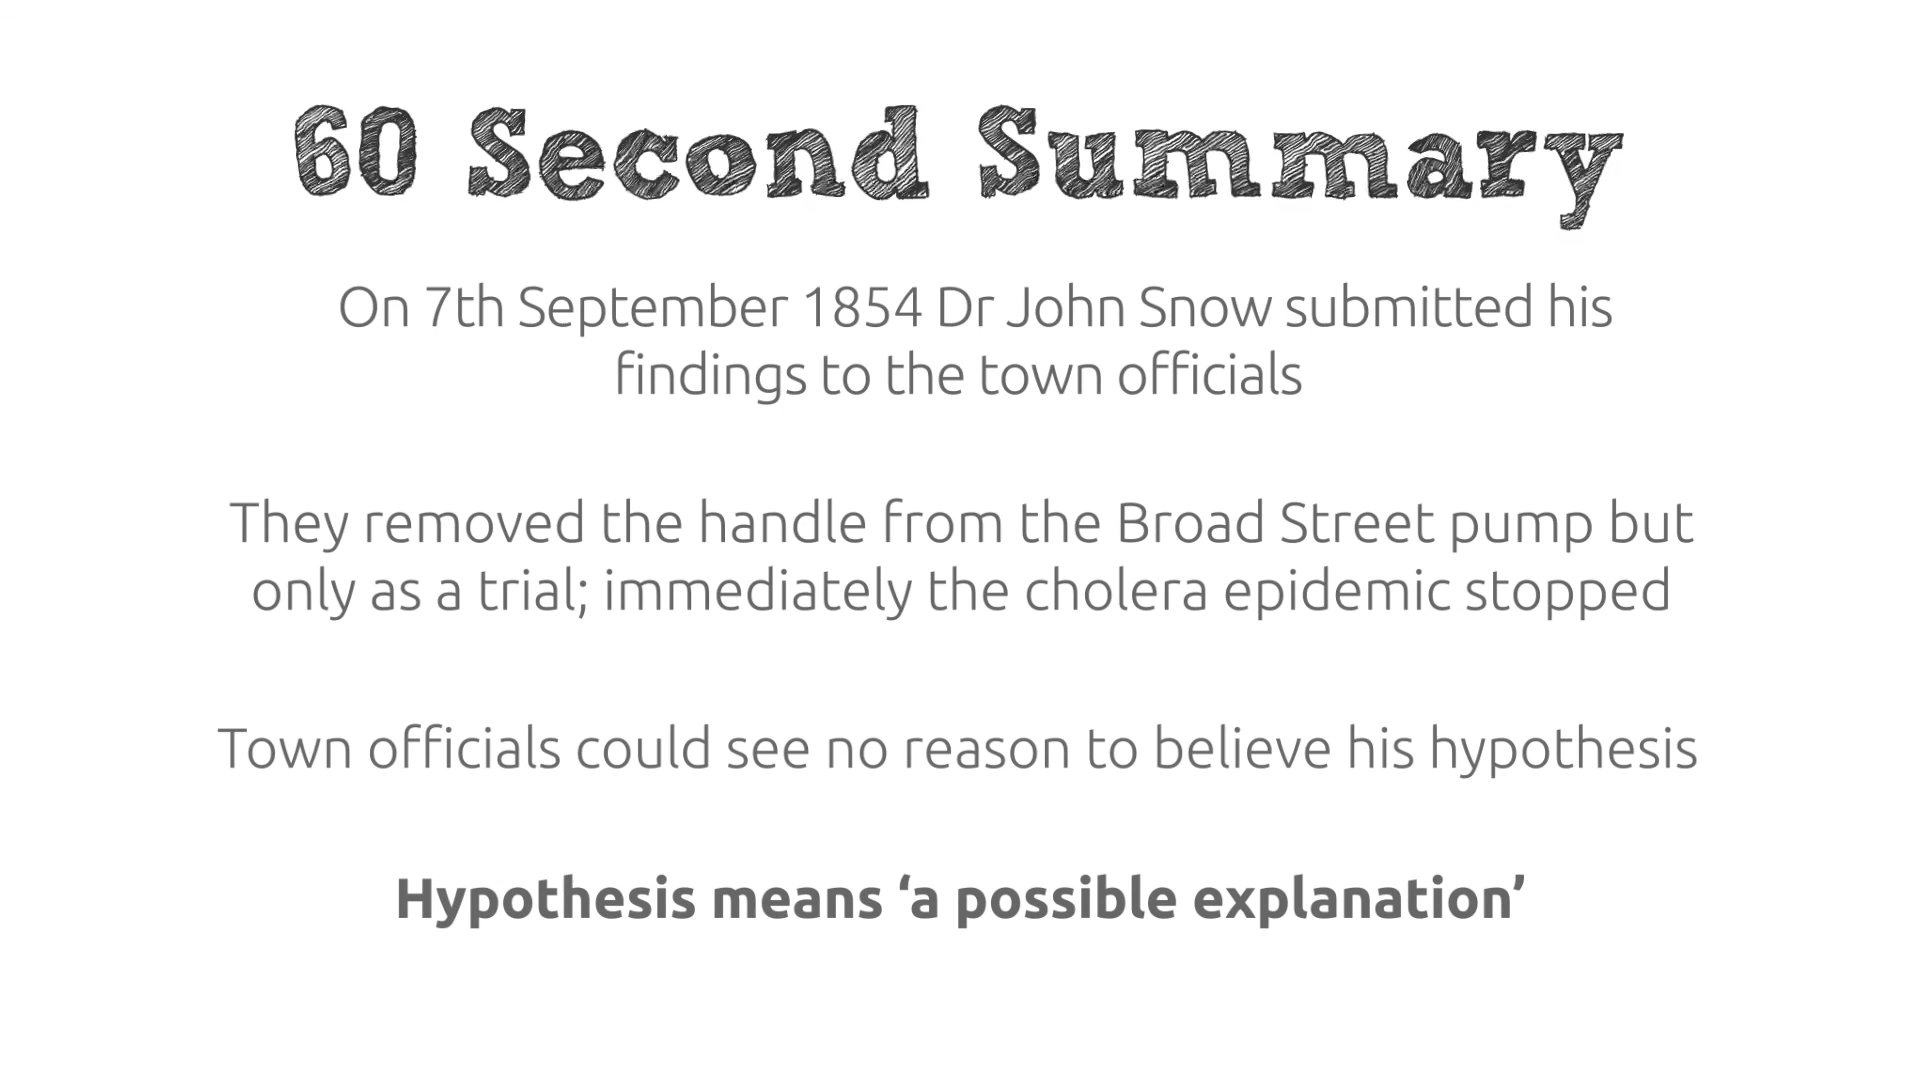 60 Second Summary
On 7th September 1854 Dr John Snow submitted his
findings to the town officials
They removed the handle from the Broad Street pump but
only as a trial; immediately the cholera epidemic stopped
Town officials could see no reason to believe his hypothesis
Hypothesis means ‘a possible explanation’